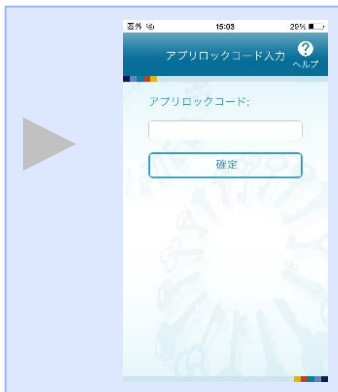 圏外 15:03 29%
アプリロックコード入力
ヘルプ
アプリロックコード:
確定